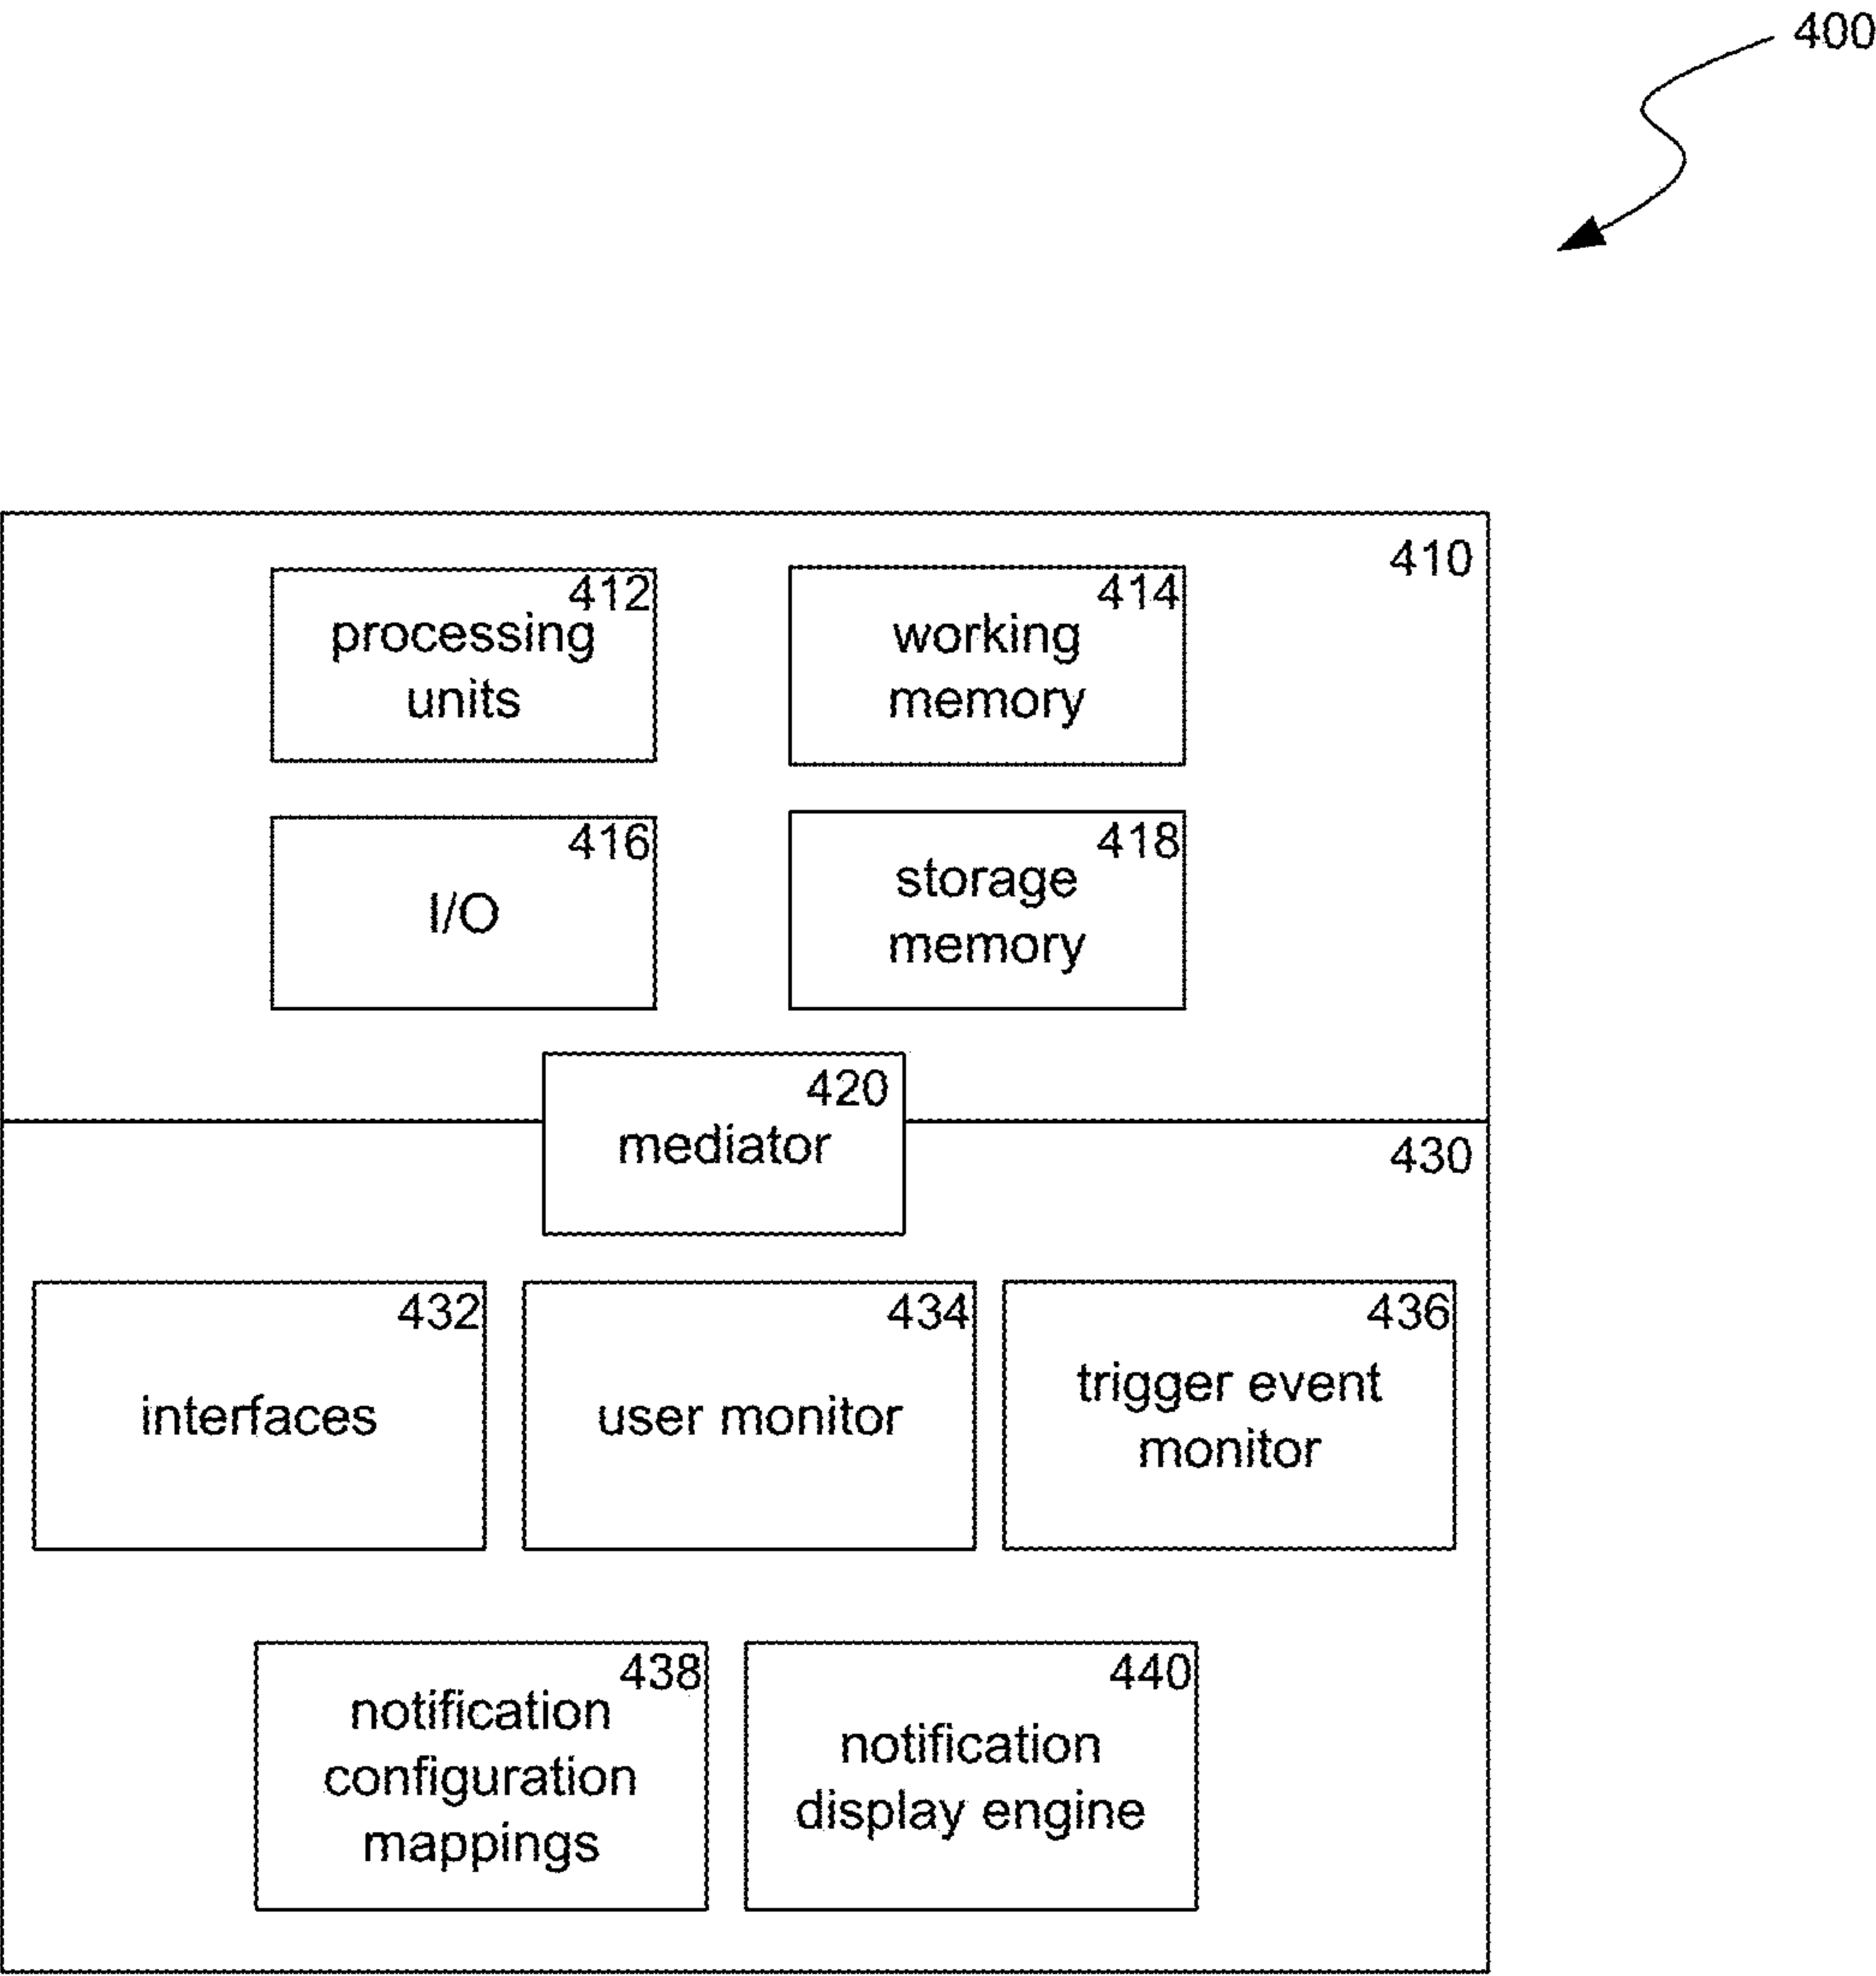 400
410
412
processing
units
414
working
memory
416
I/O
418
storage
memory
420
mediator
430
432
interfaces
434
user monitor
436
trigger event
monitor
438
notification
configuration
mappings
440
notification
display engine